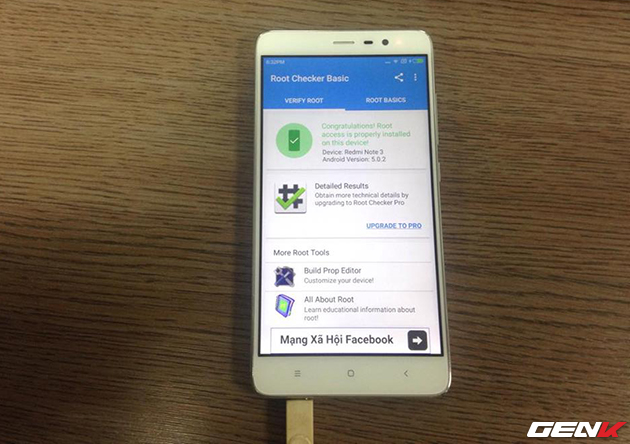 6:32PM
Root Checker Basic
VERIFY ROOT
ROOT BASICS
Congratulations! Root
access is properly installed
on this device!
Device: Redmi Note 3
Android Version: 5.0.2
Detailed Results
Obtain more technical details by
upgrading to Root Checker Pro
UPGRADE TO PRO
More Root Tools
Build Prop Editor
Customize your device!
All About Root
Learn educational information about
root!
Mạng Xã Hội Facebook
GENK